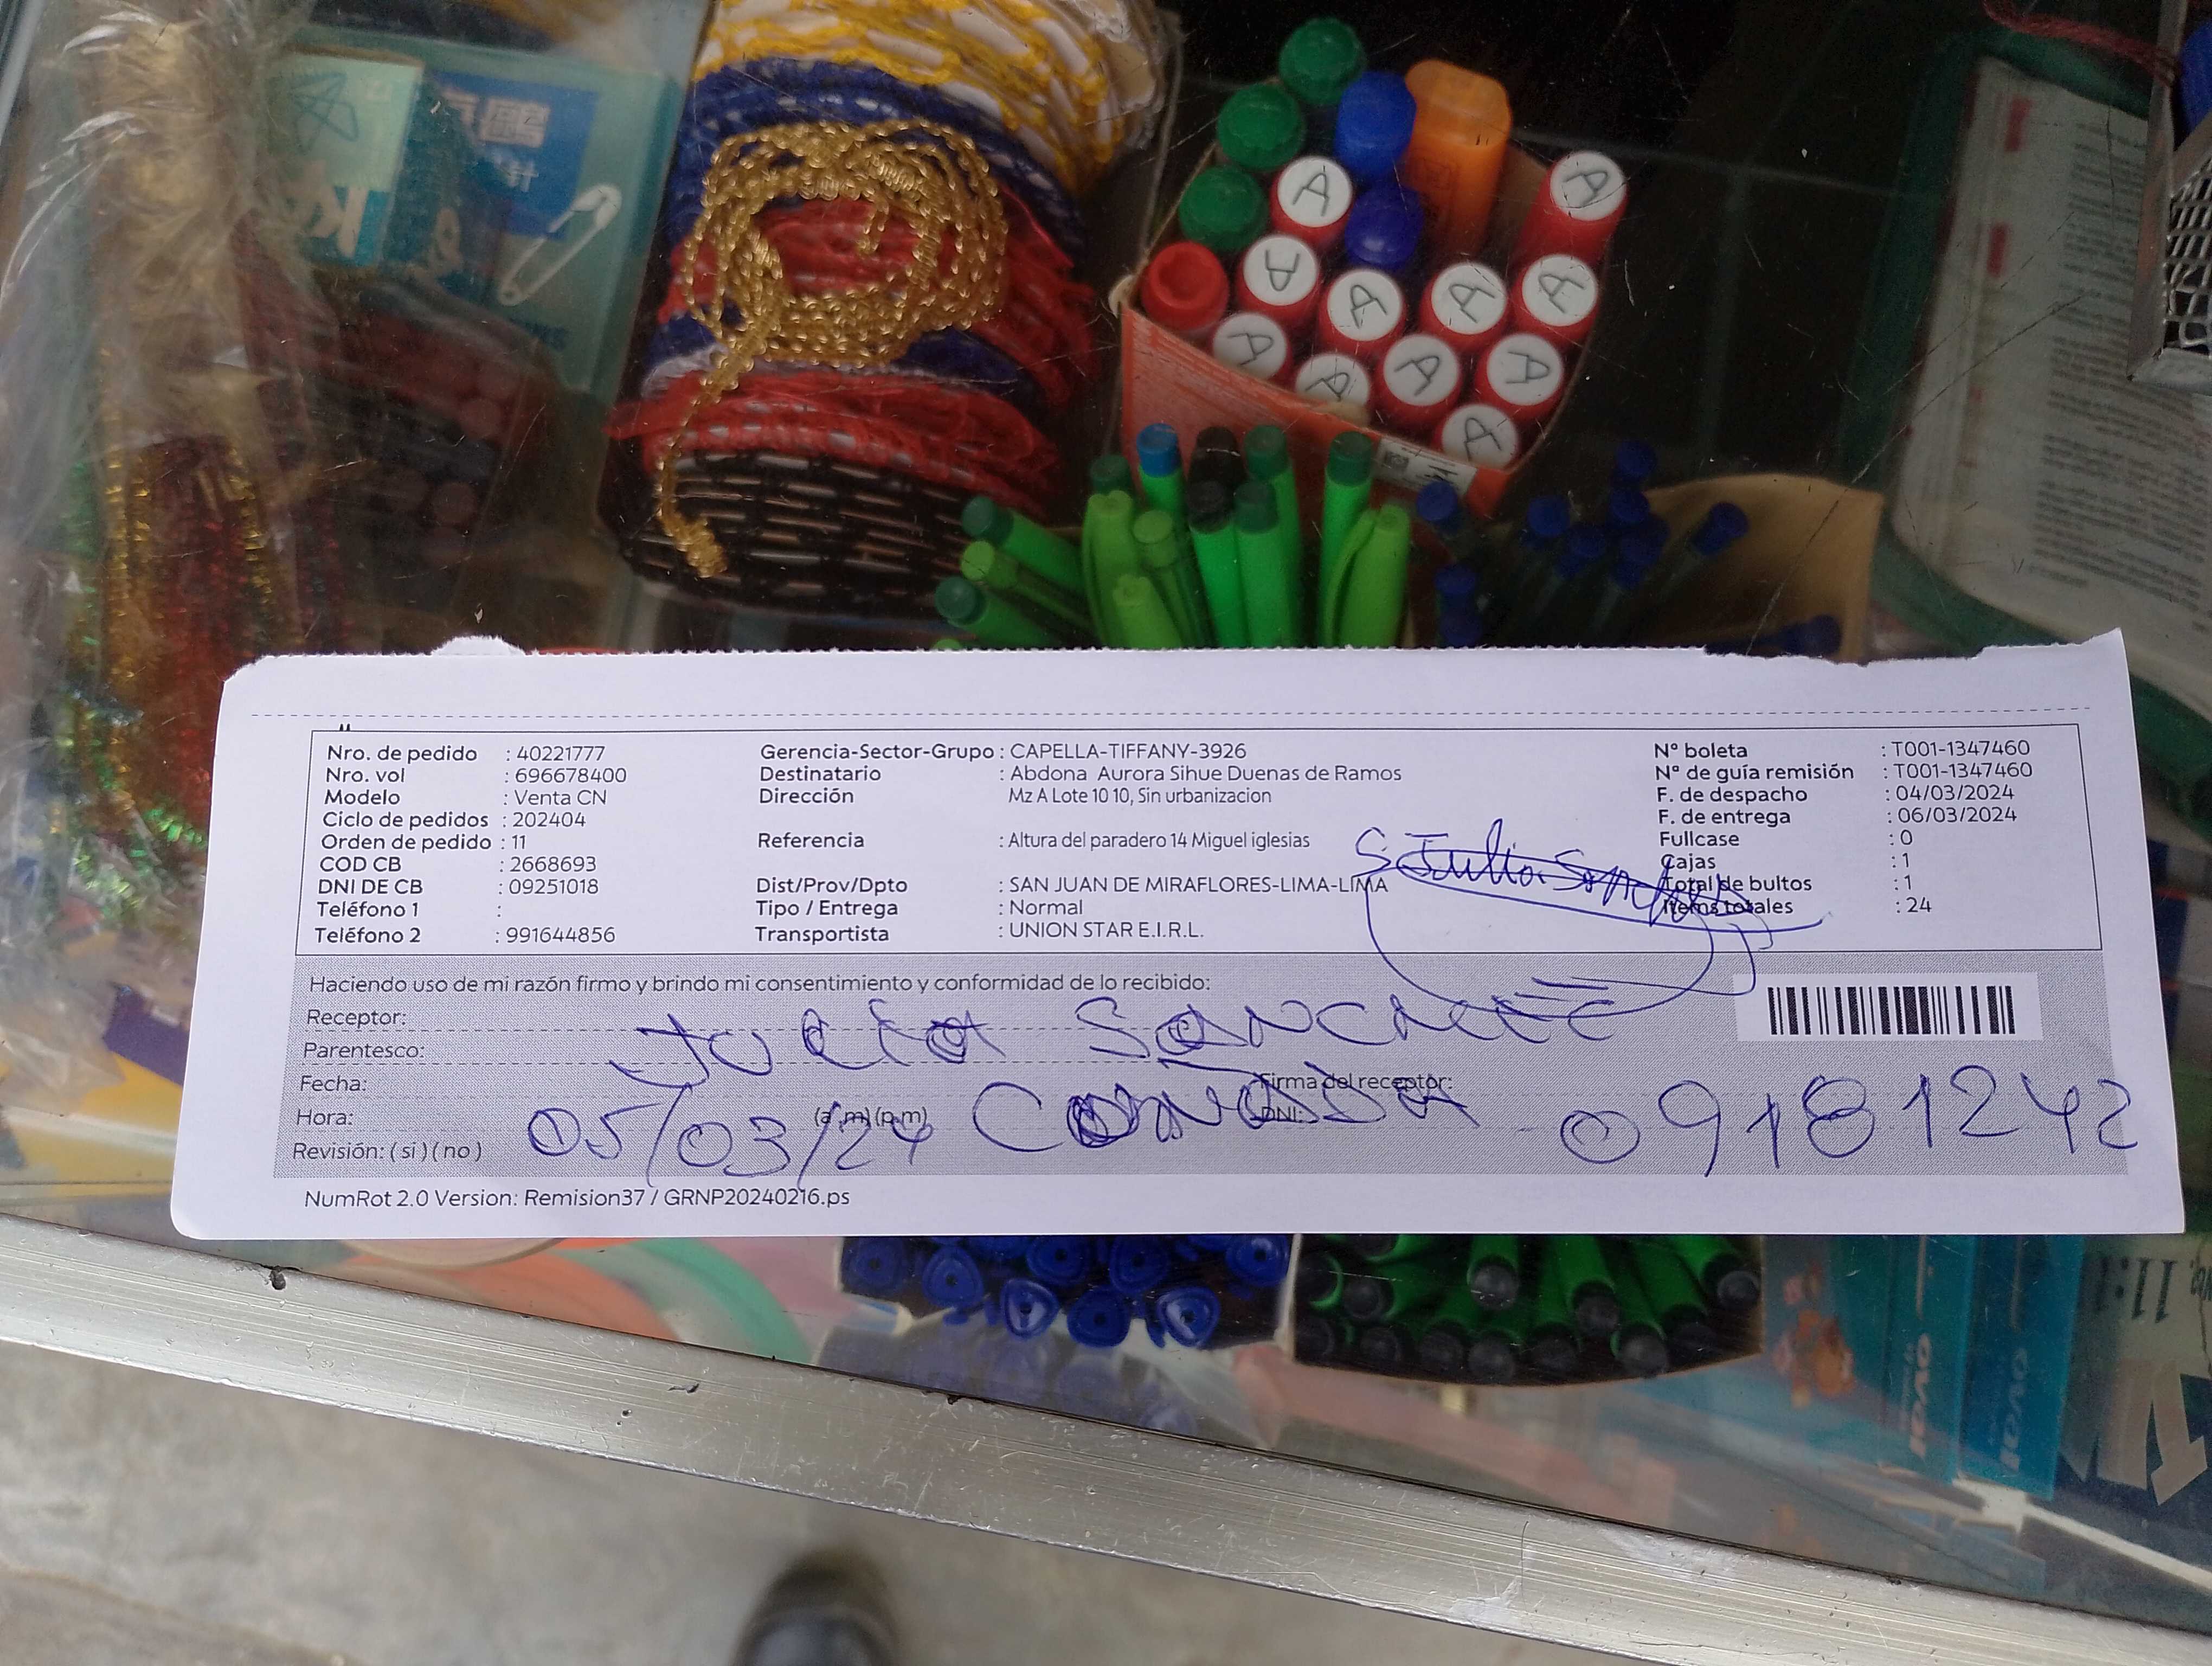 Nro. de pedido : 40221777
Nro. vol : 696678400
Modelo : Venta CN
Ciclo de pedidos : 202404
Orden de pedido : 11
COD CB : 2668693
DNI DE CB : 09251018
Teléfono 1 :
Teléfono 2 : 991644856
Gerencia-Sector-Grupo : CAPELLA-TIFFANY-3926
Destinatario : Abdona Aurora Sihue Duenas de Ramos
Dirección Mz A Lote 10 10, Sin urbanizacion
Referencia : Altura del paradero 14 Miguel iglesias
Dist/Prov/Dpto : SAN JUAN DE MIRAFLORES-LIMA-LIMA
Tipo / Entrega : Normal
Transportista : UNION STAR E.I.R.L.
N° boleta : T001-1347460
N° de guía remisión : T001-1347460
F. de despacho : 04/03/2024
F. de entrega : 06/03/2024
Fullcase : 0
Cajas : 1
Total de bultos : 1
Items totales : 24
Haciendo uso de mi razón firmo y brindo mi consentimiento y conformidad de lo recibido:
Receptor:
Parentesco:
Julia Sanchez
Fecha:
Firma del receptor:
Hora: (a.m) (p.m)
DNI:
05/03/24 09181242
Revisión: ( si ) ( no )
NumRot 2.0 Version: Remision37 / GRNP20240216.ps